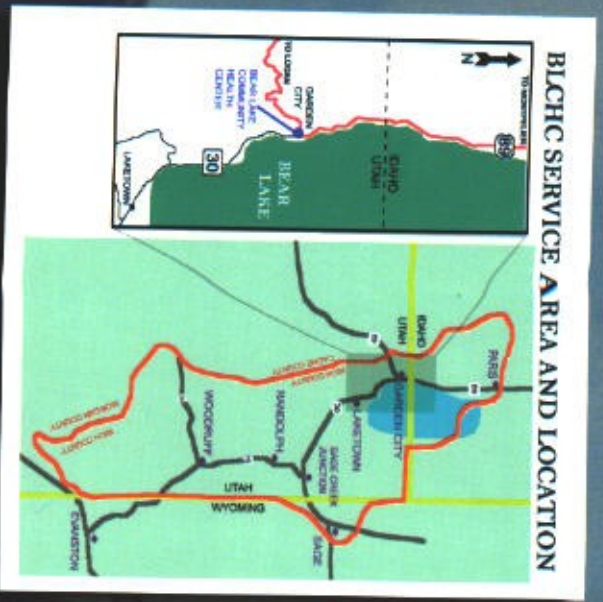 BLCHC SERVICE AREA AND LOCATION
N
TO MONTPELIER
89
IDAHO
UTAH
TO LOGAN
GARDEN
CITY
BEAR LAKE
COMMUNITY
HEALTH
CENTER
BEAR
LAKE
30
LAKETOWN
PARIS
IDAHO
UTAH
GARDEN CITY
LAKETOWN
CACHE COUNTY
RICH COUNTY
SAGE CREEK
JUNCTION
SAGE
RANDOLPH
WOODRUFF
UTAH
WYOMING
MORGAN COUNTY
RICH COUNTY
EVANSTON